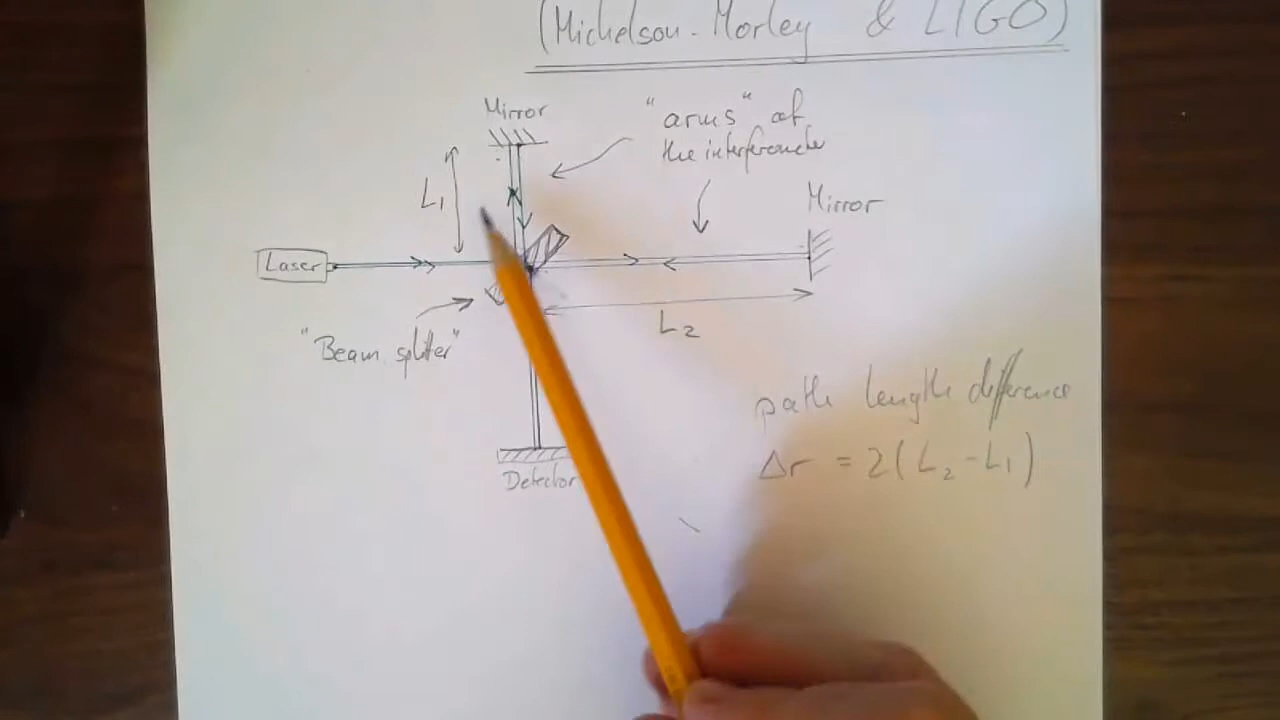 (Michelson-Morley & LIGO)
Mirror
"arms" of
the interferometer
L₁
Mirror
Laser
L₂
"Beam splitter"
path length difference
Δr = 2(L₂-L₁)
Detector